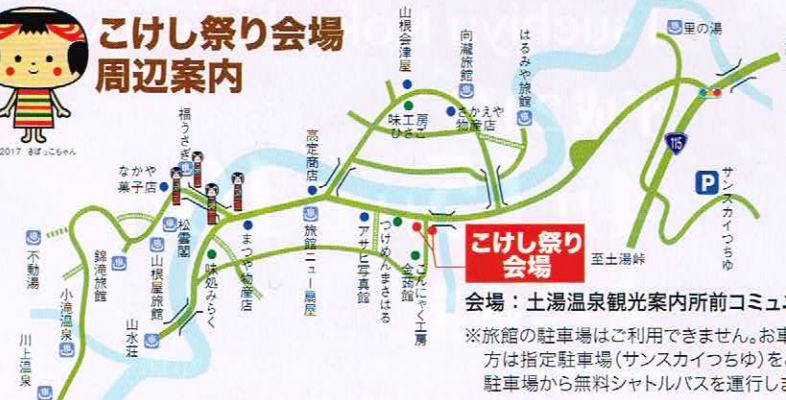 こけし祭り会場
周辺案内
©2017 きぼっこちゃん
山根会津屋
向瀧旅館
はるみや旅館
里の湯
味工房
ひさご
さかえや
物産店
福うさぎ
高定商店
115
なかや
菓子店
P
サンスカイつちゆ
松雲閣
まつや物産店
旅館ニュー扇屋
アサヒ写真館
つけめんまさはる
金蒟館
こんにゃく工房
こけし祭り
会場
至土湯峠
不動湯
錦滝旅館
山根屋旅館
味処みらく
小滝温泉
山水荘
川上温泉
会場：土湯温泉観光案内所前コミュニ
※旅館の駐車場はご利用できません。お車
方は指定駐車場（サンスカイつちゆ）を
駐車場から無料シャトルバスを運行しま